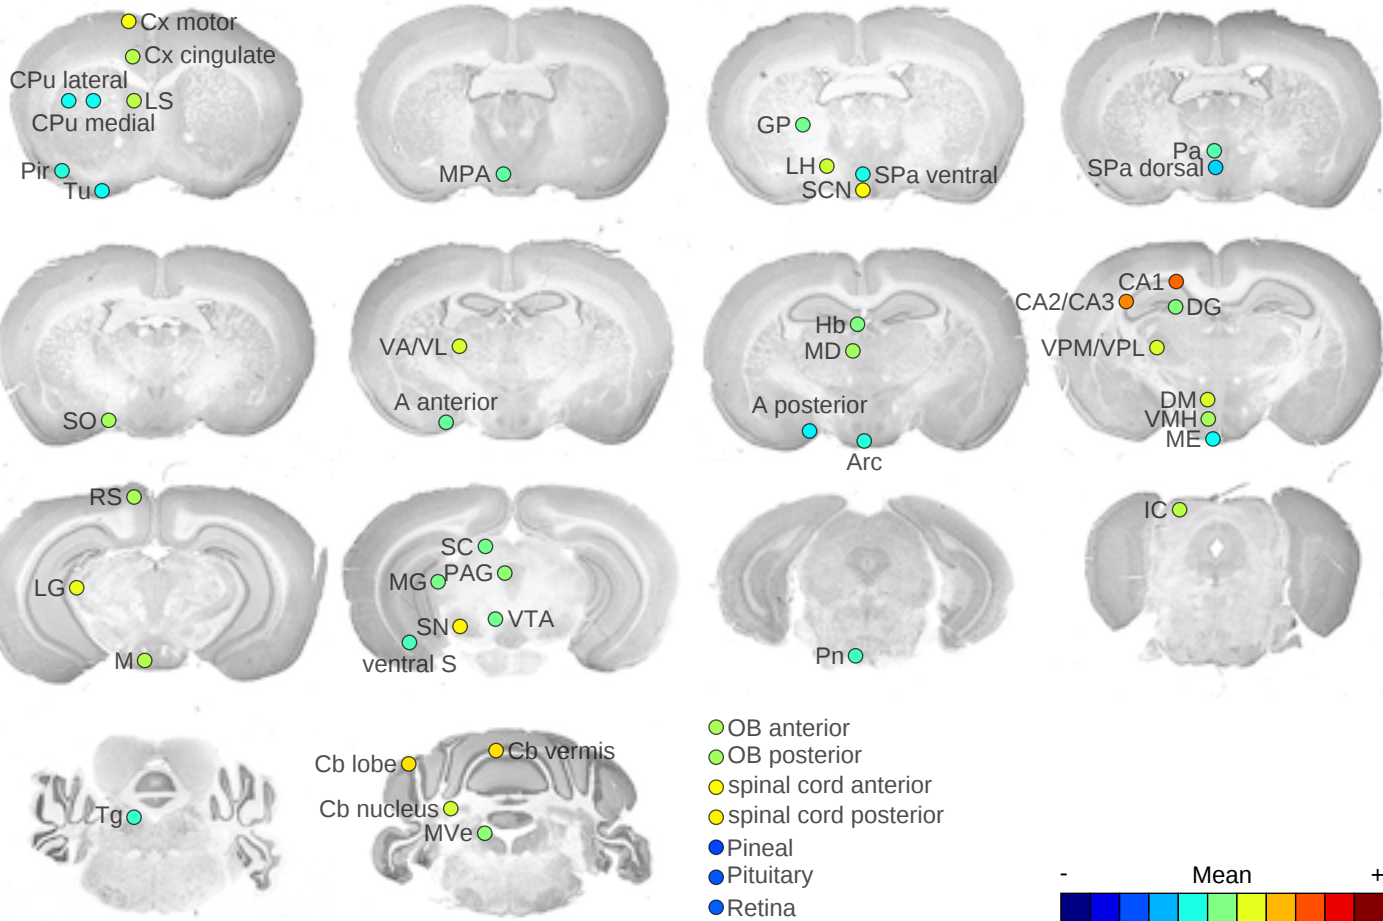 Cx motor
Cx cingulate
CPu lateral
LS
CPu medial
Pir
Tu
MPA
GP
LH
SPa ventral
SCN
Pa
SPa dorsal
SO
VA/VL
A anterior
Hb
MD
A posterior
Arc
CA1
CA2/CA3
DG
VPM/VPL
DM
VMH
ME
RS
LG
M
SC
MG
PAG
SN
VTA
ventral S
Pn
IC
Tg
Cb lobe
Cb vermis
Cb nucleus
MVe
OB anterior
OB posterior
spinal cord anterior
spinal cord posterior
Pineal
Pituitary
Retina
- Mean +